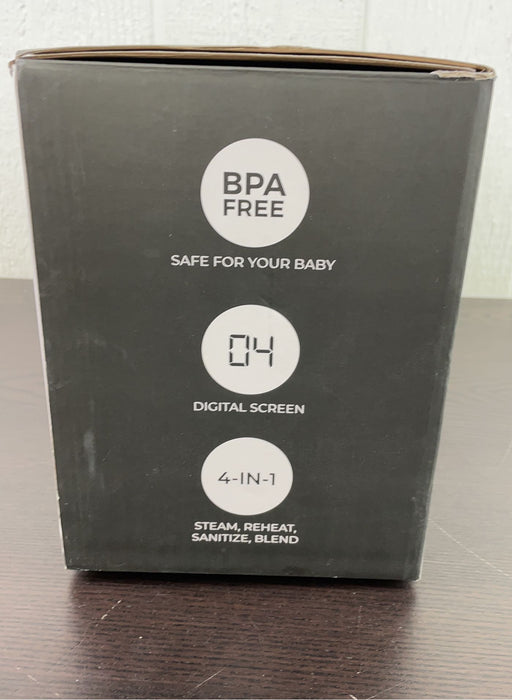 BPA
FREE
SAFE FOR YOUR BABY
04
DIGITAL SCREEN
4-IN-1
STEAM, REHEAT,
SANITIZE, BLEND